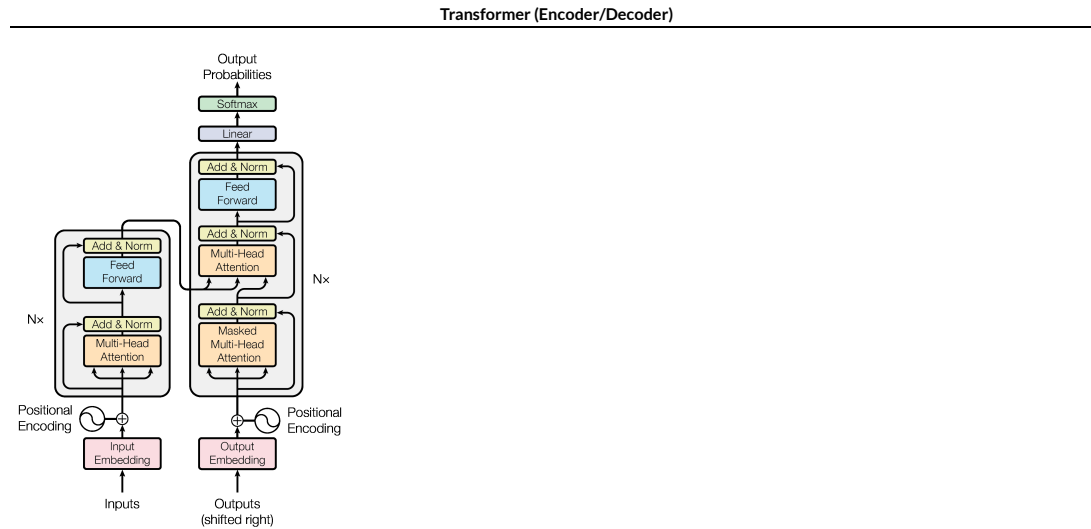 Transformer (Encoder/Decoder)
Output
Probabilities
Softmax
Linear
Add & Norm
Feed
Forward
Add & Norm
Multi-Head
Attention
N×
Add & Norm
Masked
Multi-Head
Attention
Add & Norm
Feed
Forward
N×
Add & Norm
Multi-Head
Attention
Positional
Encoding
Positional
Encoding
Input
Embedding
Output
Embedding
Inputs
Outputs
(shifted right)